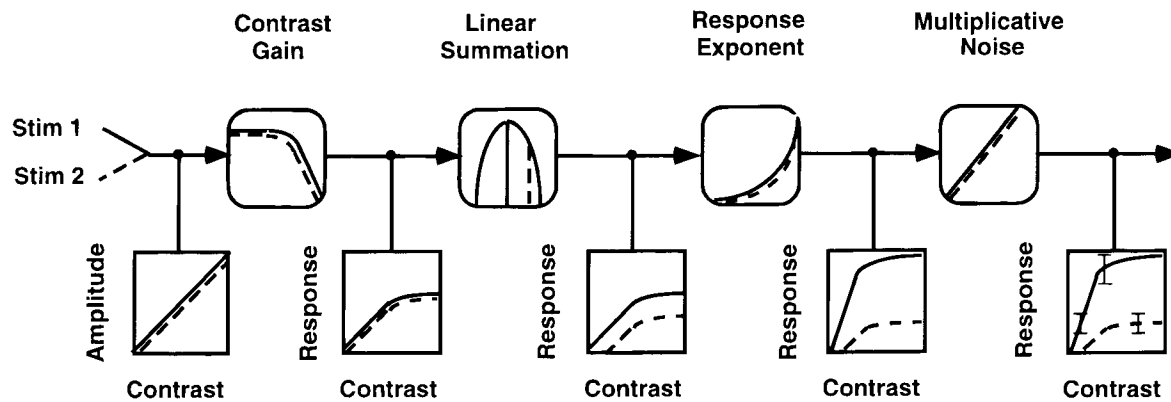 Contrast
Gain
Linear
Summation
Response
Exponent
Multiplicative
Noise
Stim 1
Stim 2
Amplitude
Contrast
Response
Contrast
Response
Contrast
Response
Contrast
Response
Contrast